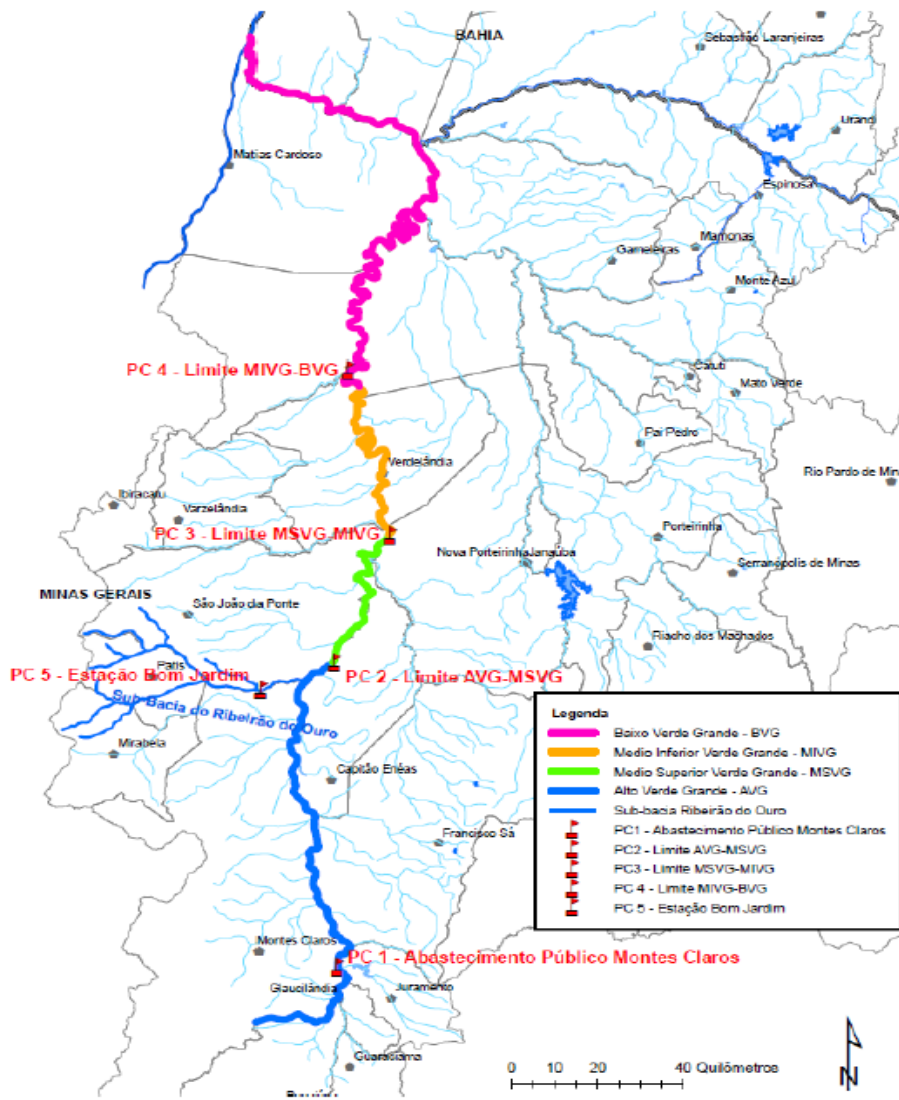 BAHIA
Sebastião Laranjeiras
Urandi
Matias Cardoso
Espinosa
Mamonas
Gameleiras
Monte Azul
PC 4 - Limite MIVG-BVG
Catuti
Mato Verde
Pai Pedro
Verdelândia
Rio Pardo de Min
Ibiracatu
Varzelândia
PC 3 - Limite MSVG-MIVG
Porteirinha
Nova Porteirinha
Janaúba
Serranopolis de Minas
MINAS GERAIS
São João da Ponte
Riacho dos Machados
Patis
PC 5 - Estação Bom Jardim
PC 2 - Limite AVG-MSVG
Sub-Bacia do Ribeirão do Ouro
Mirabela
Capitão Enéas
Francisco Sá
Legenda
Baixo Verde Grande - BVG
Medio Inferior Verde Grande - MIVG
Medio Superior Verde Grande - MSVG
Alto Verde Grande - AVG
Sub-bacia Ribeirão do Ouro
PC1 - Abastecimento Público Montes Claros
PC2 - Limite AVG-MSVG
PC3 - Limite MSVG-MIVG
PC 4 - Limite MIVG-BVG
PC 5 - Estação Bom Jardim
Montes Claros
PC 1 - Abastecimento Público Montes Claros
Glaucilândia
Juramento
Guaraciama
0 10 20 40 Quilômetros
N